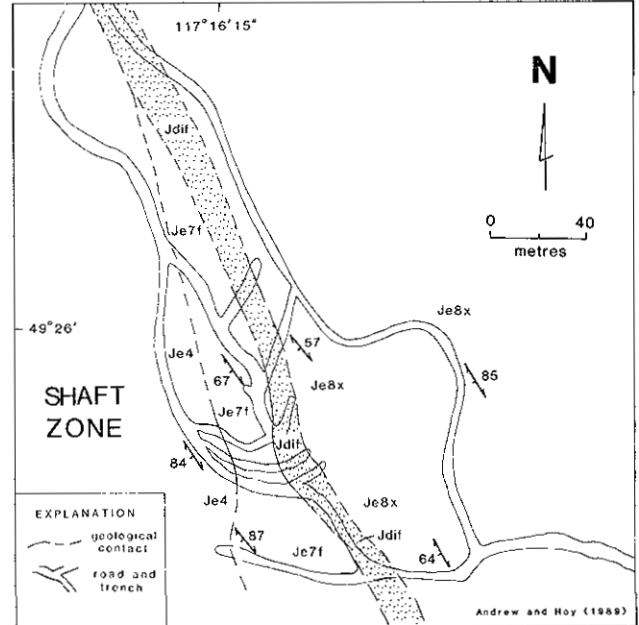 117° 16' 15"
N
Jdif
0 40
metres
Je7f
Je8x
49° 26'
57
Je4
67
Je8x
85
SHAFT
ZONE
Je7f
Jdif
84
Je4
Je8x
EXPLANATION
geological
contact
road and
trench
87
Je7f
Jdif
64
Andrew and Hoy (1989)